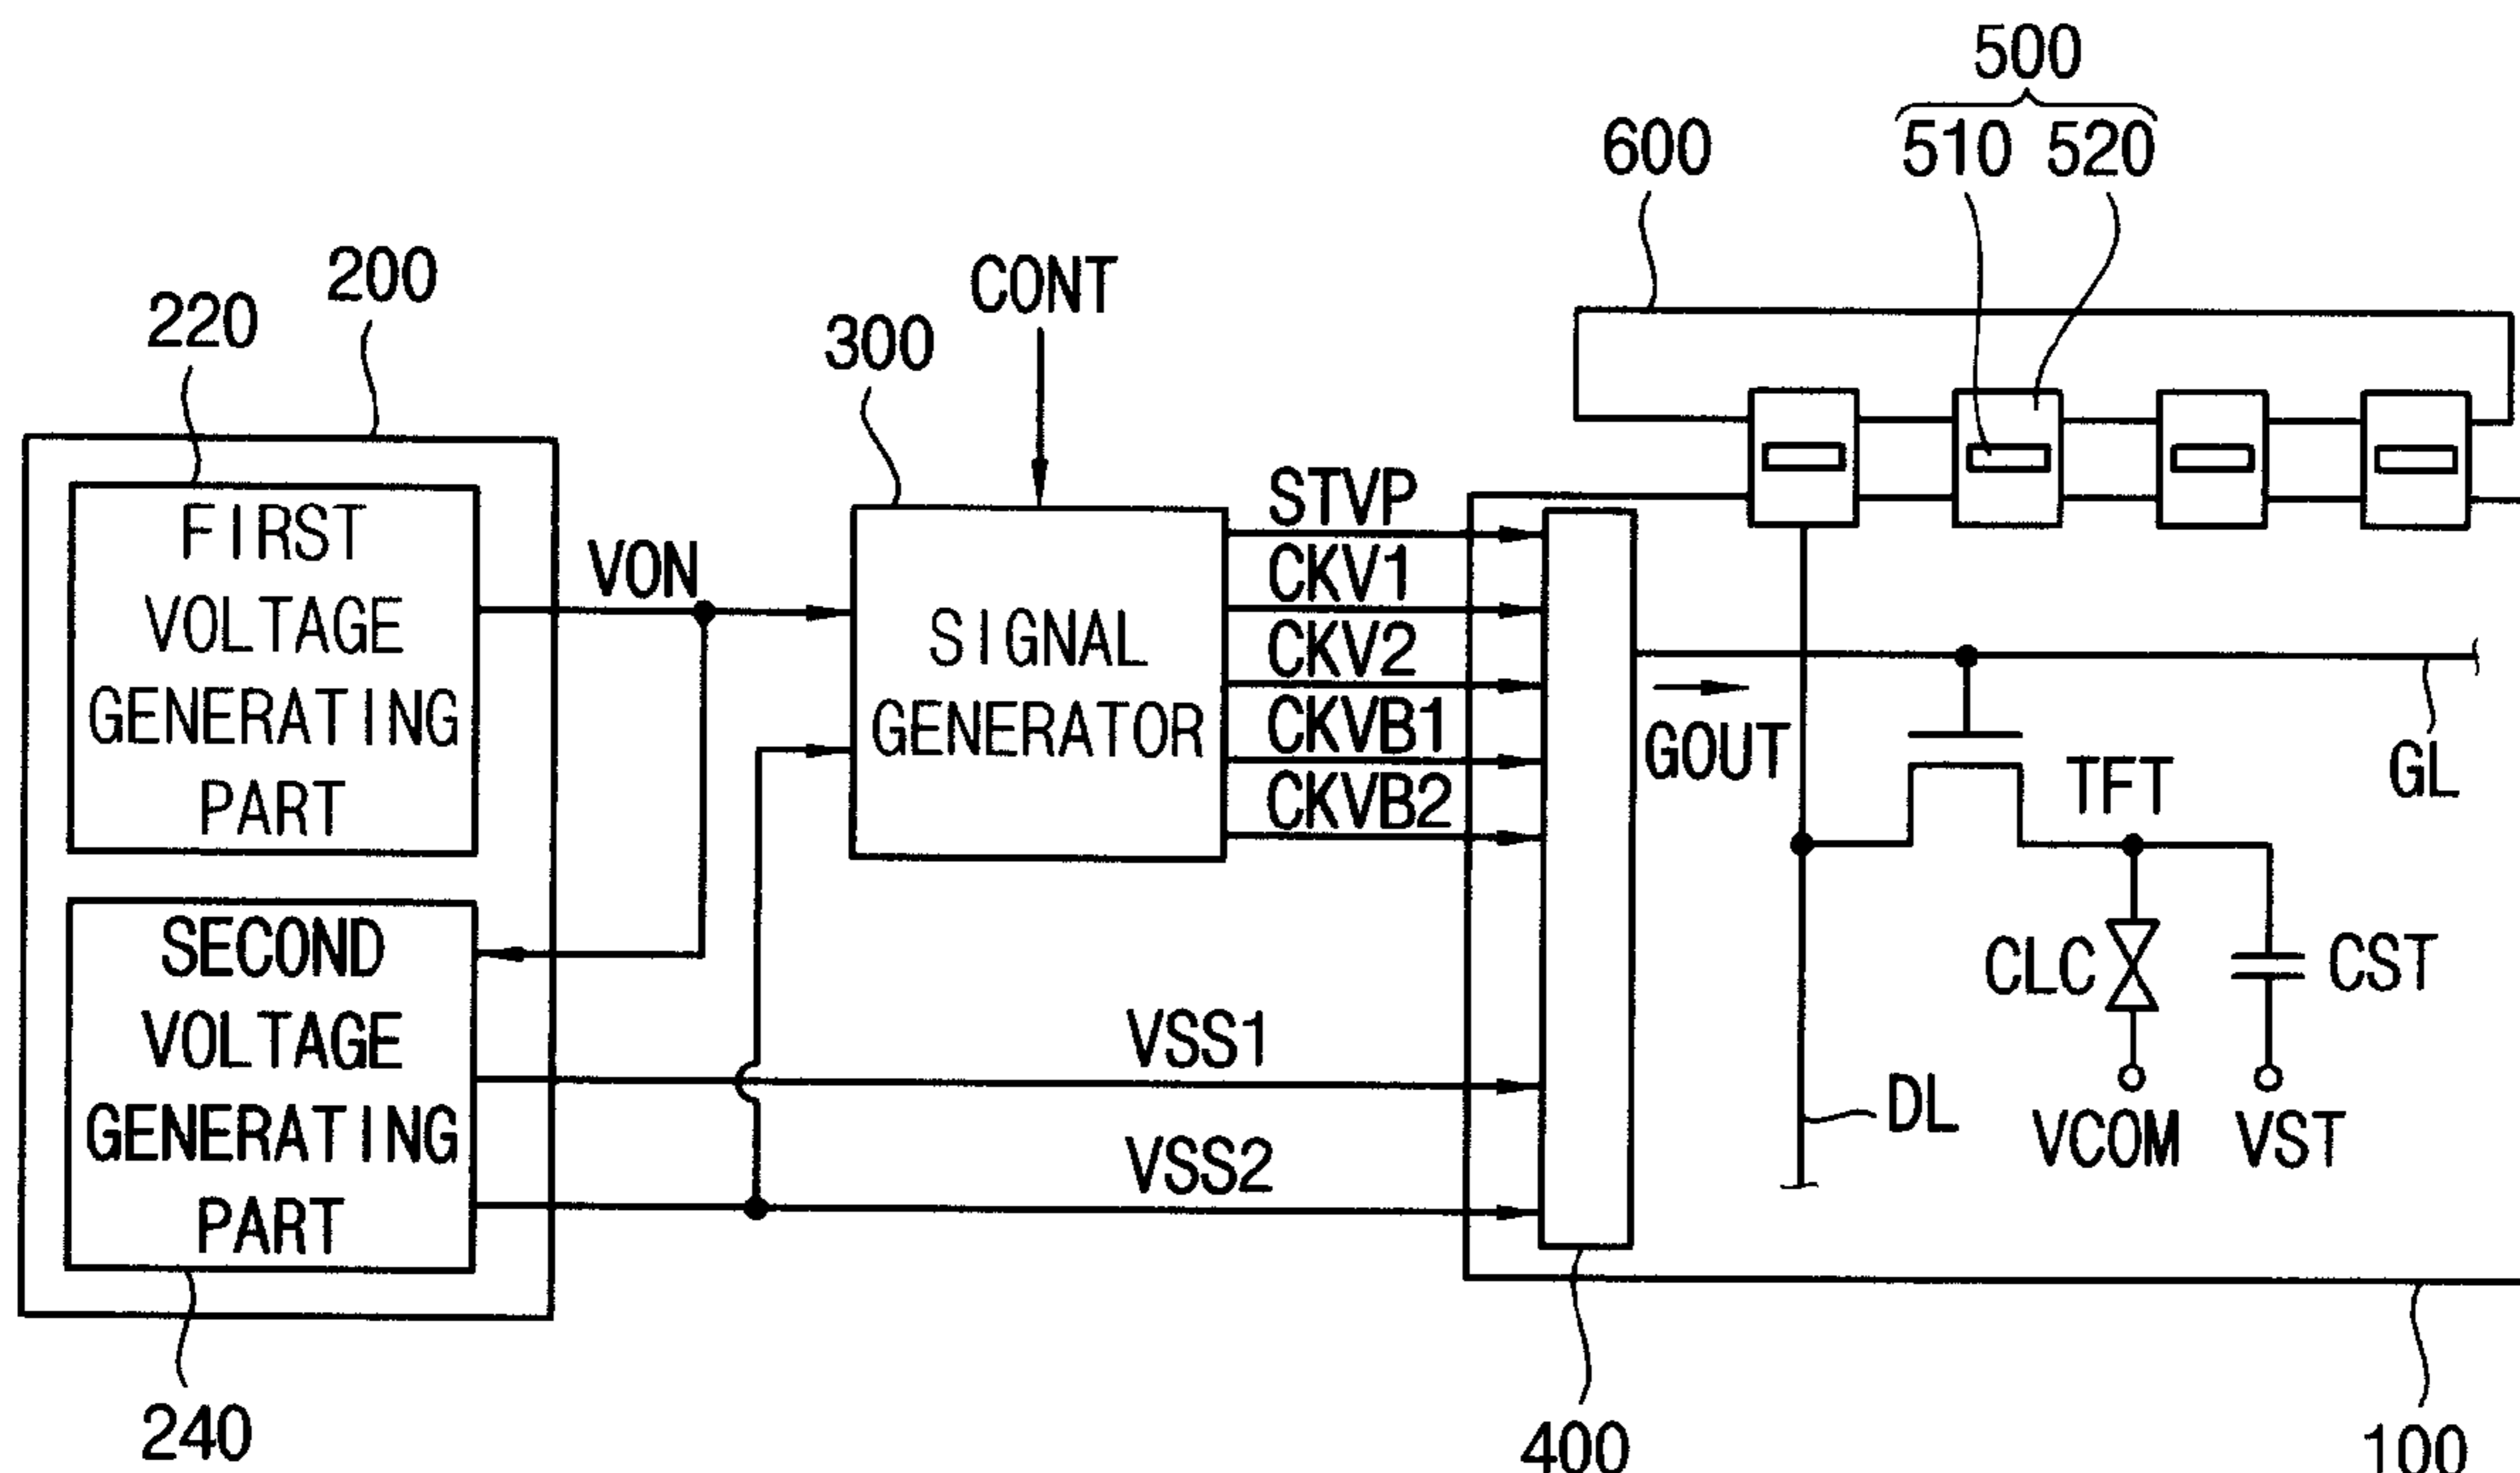 500
600
510 520
200
220
CONT
300
FIRST
VOLTAGE
GENERATING
PART
VON
SIGNAL
GENERATOR
STVP
CKV1
CKV2
CKVB1
CKVB2
GOUT
GL
TFT
SECOND
VOLTAGE
GENERATING
PART
CLC
CST
VSS1
DL
VCOM
VST
VSS2
240
400
100